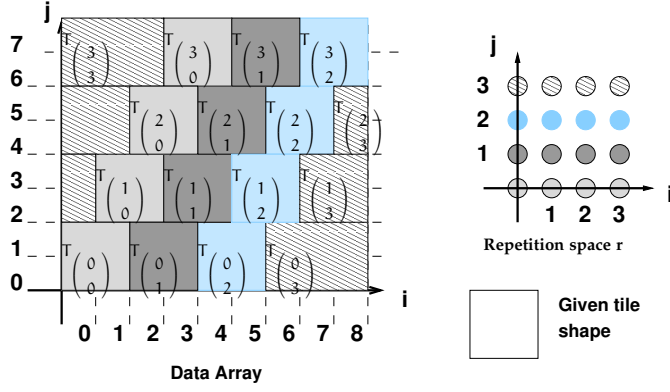 j
7
6
5
4
3
2
1
0
T(3 3) T(3 0) T(3 1) T(3 2)
T(2 0) T(2 1) T(2 2) T(2 3)
T(1 0) T(1 1) T(1 2) T(1 3)
T(0 0) T(0 1) T(0 2) T(0 3)
i
0 1 2 3 4 5 6 7 8
Data Array
j
3
2
1
i
1 2 3
Repetition space r
Given tile
shape